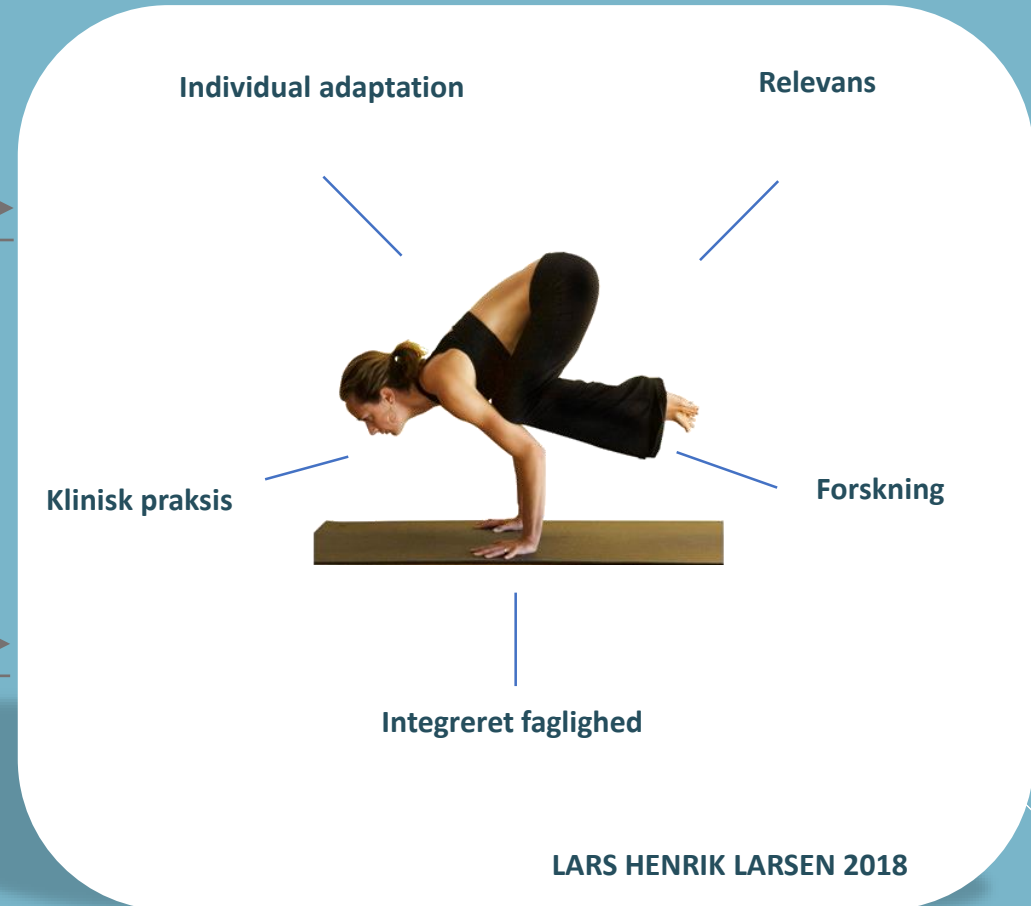 Individual adaptation
Relevans
Klinisk praksis
Forskning
Integreret faglighed
LARS HENRIK LARSEN 2018